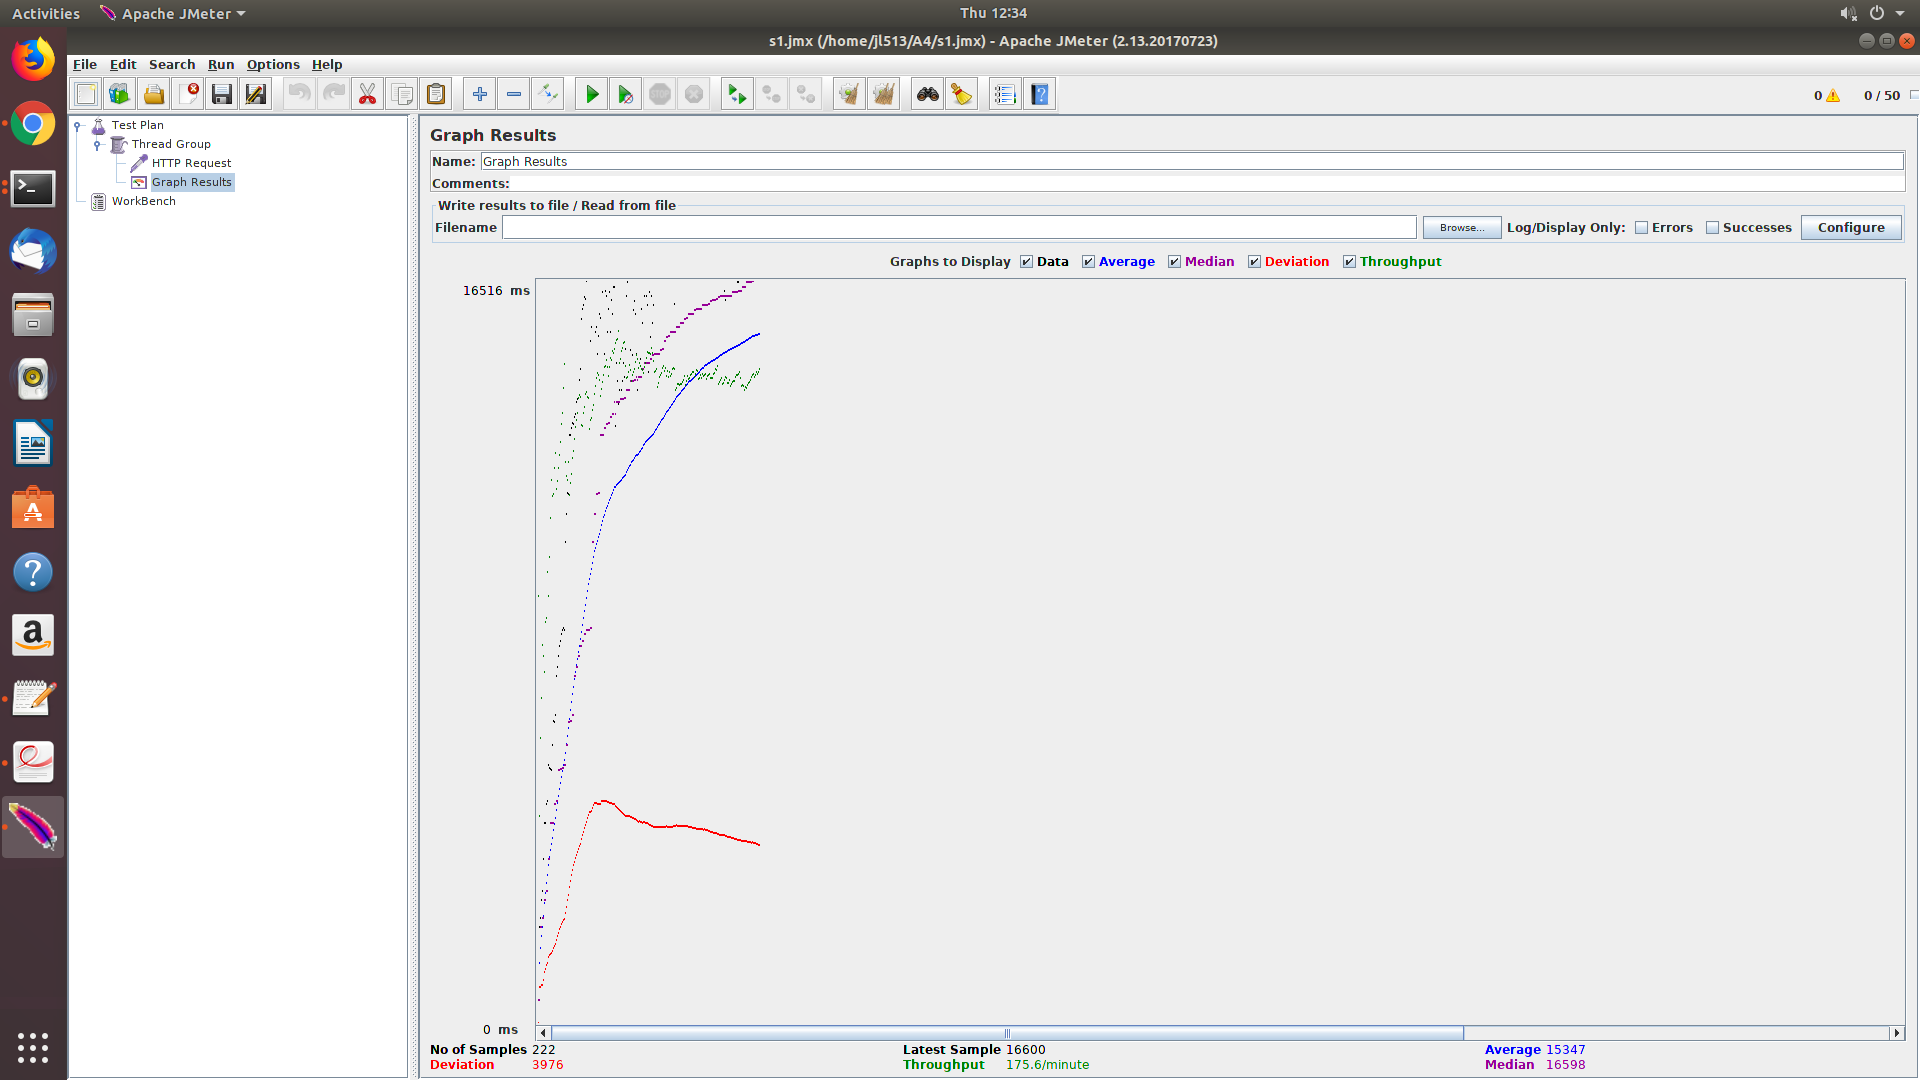 Activities Apache JMeter Thu 12:34
s1.jmx (/home/jl513/A4/s1.jmx) - Apache JMeter (2.13.20170723)
File Edit Search Run Options Help
STOP
0 0 / 50
Test Plan
Thread Group
HTTP Request
Graph Results
WorkBench
Graph Results
Name: Graph Results
Comments:
Write results to file / Read from file
Filename Browse... Log/Display Only: Errors Successes Configure
Graphs to Display Data Average Median Deviation Throughput
16516 ms
0 ms
No of Samples 222 Latest Sample 16600 Average 15347
Deviation 3976 Throughput 175.6/minute Median 16598